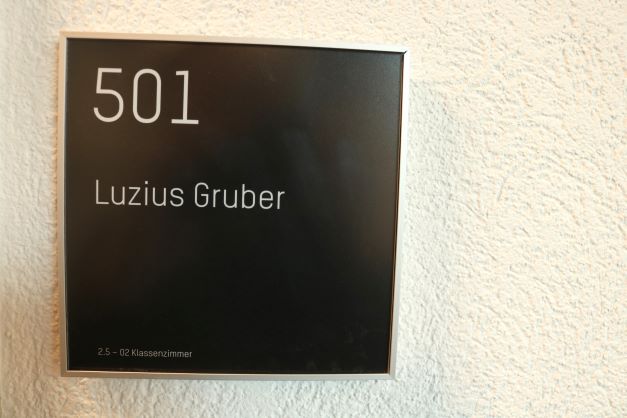 501
Luzius Gruber
2.5 – 02 Klassenzimmer